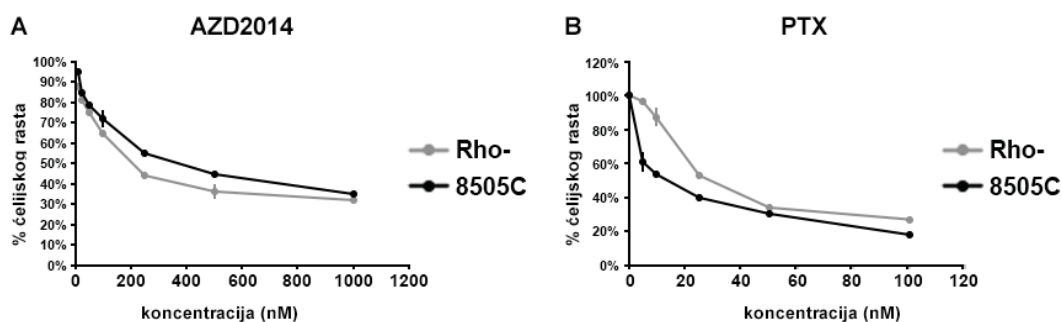 A
AZD2014
% ćelijskog rasta
100%
90%
80%
70%
60%
50%
40%
30%
20%
10%
0%
0
200
400
600
800
1000
1200
koncentracija (nM)
Rho-
8505C
B
PTX
% ćelijskog rasta
120%
100%
80%
60%
40%
20%
0%
0
20
40
60
80
100
120
koncentracija (nM)
Rho-
8505C